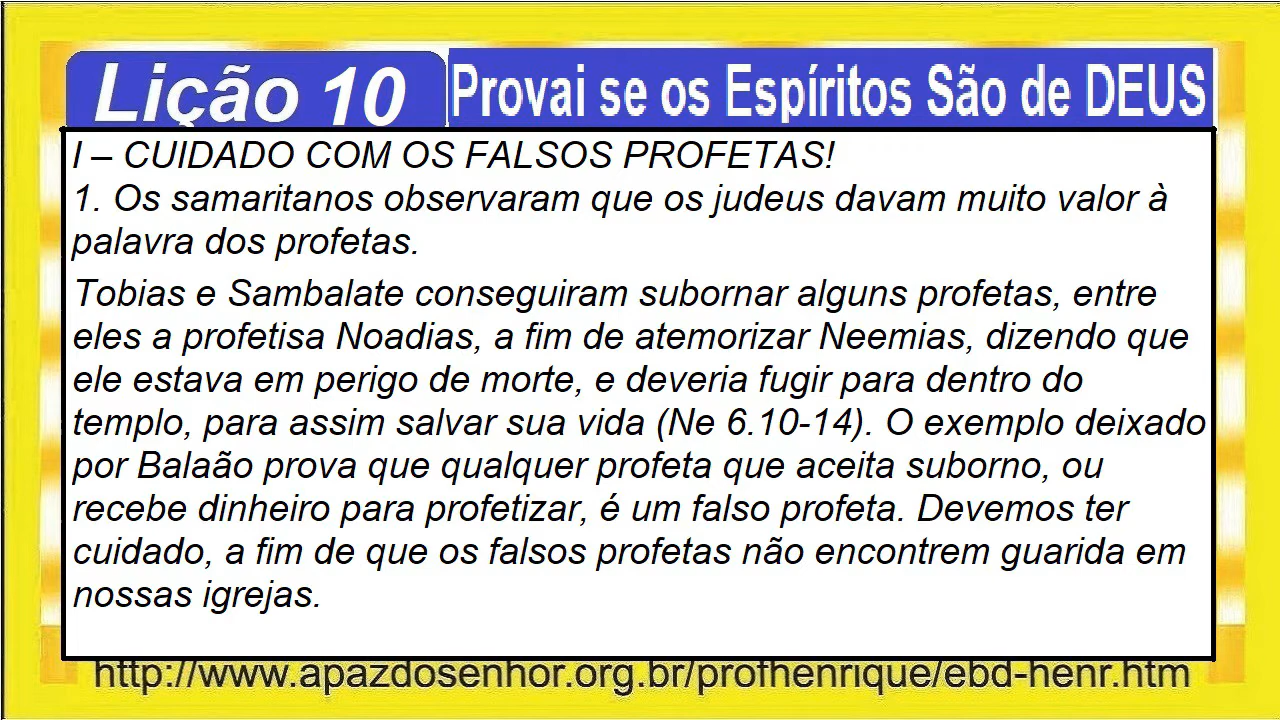 Lição 10 Provai se os Espíritos São de DEUS
I – CUIDADO COM OS FALSOS PROFETAS!
1. Os samaritanos observaram que os judeus davam muito valor à
palavra dos profetas.
Tobias e Sambalate conseguiram subornar alguns profetas, entre
eles a profetisa Noadias, a fim de atemorizar Neemias, dizendo que
ele estava em perigo de morte, e deveria fugir para dentro do
templo, para assim salvar sua vida (Ne 6.10-14). O exemplo deixado
por Balaão prova que qualquer profeta que aceita suborno, ou
recebe dinheiro para profetizar, é um falso profeta. Devemos ter
cuidado, a fim de que os falsos profetas não encontrem guarida em
nossas igrejas.
http://www.apazdosenhor.org.br/profhenrique/ebd-henr.htm